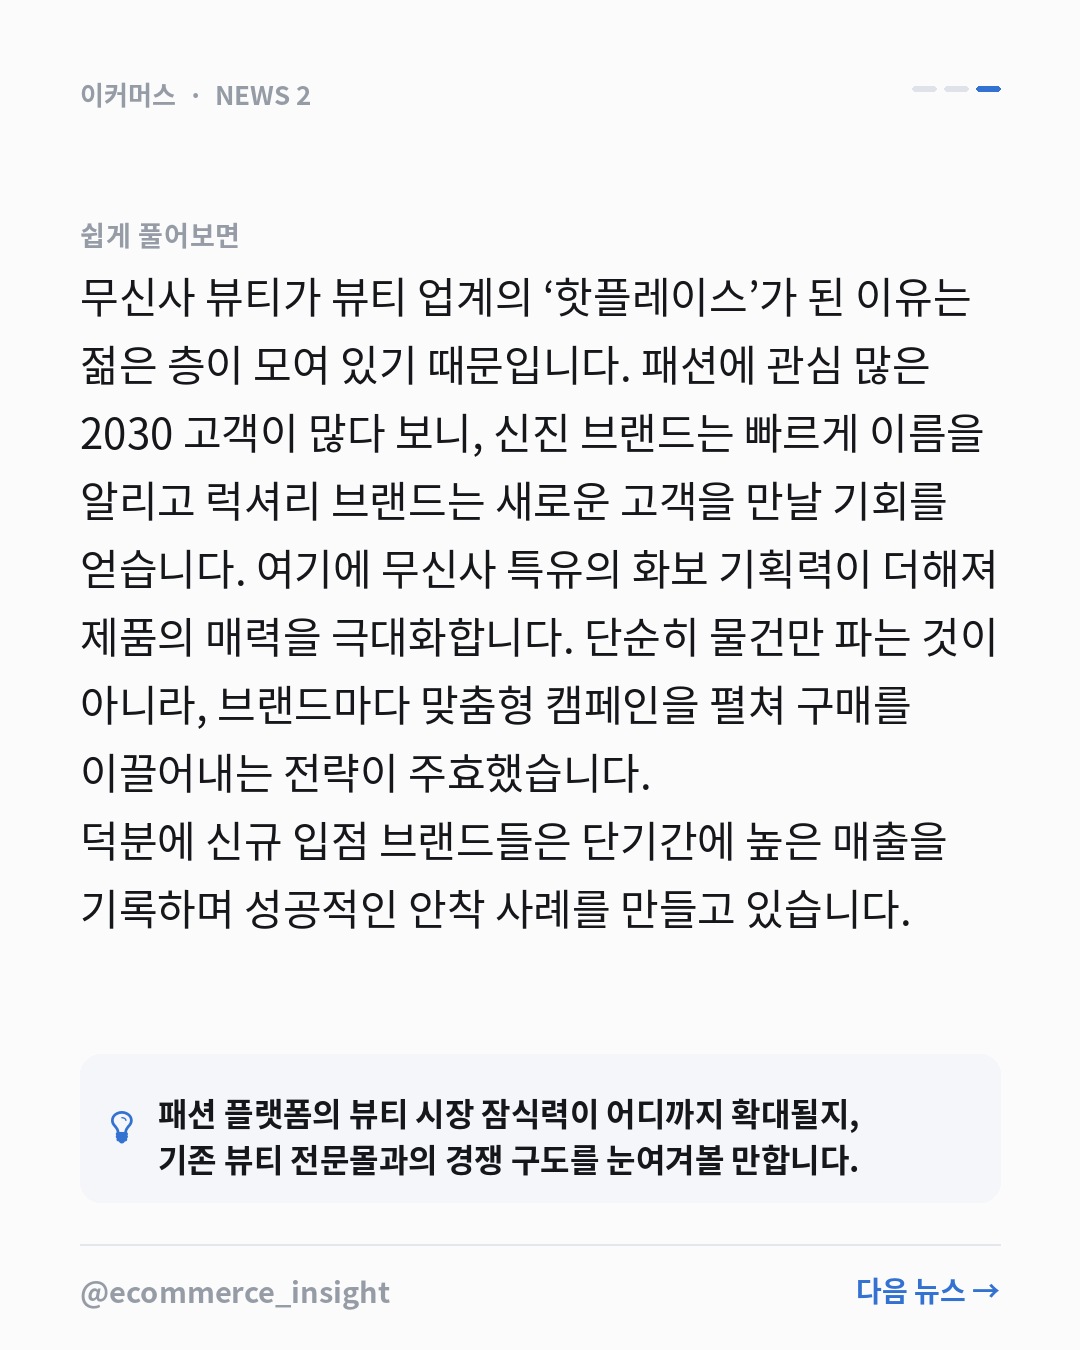 이커머스 · NEWS 2
쉽게 풀어보면
무신사 뷰티가 뷰티 업계의 ‘핫플레이스’가 된 이유는
젊은 층이 모여 있기 때문입니다. 패션에 관심 많은
2030 고객이 많다 보니, 신진 브랜드는 빠르게 이름을
알리고 럭셔리 브랜드는 새로운 고객을 만날 기회를
얻습니다. 여기에 무신사 특유의 화보 기획력이 더해져
제품의 매력을 극대화합니다. 단순히 물건만 파는 것이
아니라, 브랜드마다 맞춤형 캠페인을 펼쳐 구매를
이끌어내는 전략이 주효했습니다.
덕분에 신규 입점 브랜드들은 단기간에 높은 매출을
기록하며 성공적인 안착 사례를 만들고 있습니다.
패션 플랫폼의 뷰티 시장 잠식력이 어디까지 확대될지,
기존 뷰티 전문몰과의 경쟁 구도를 눈여겨볼 만합니다.
@ecommerce_insight
다음 뉴스 →